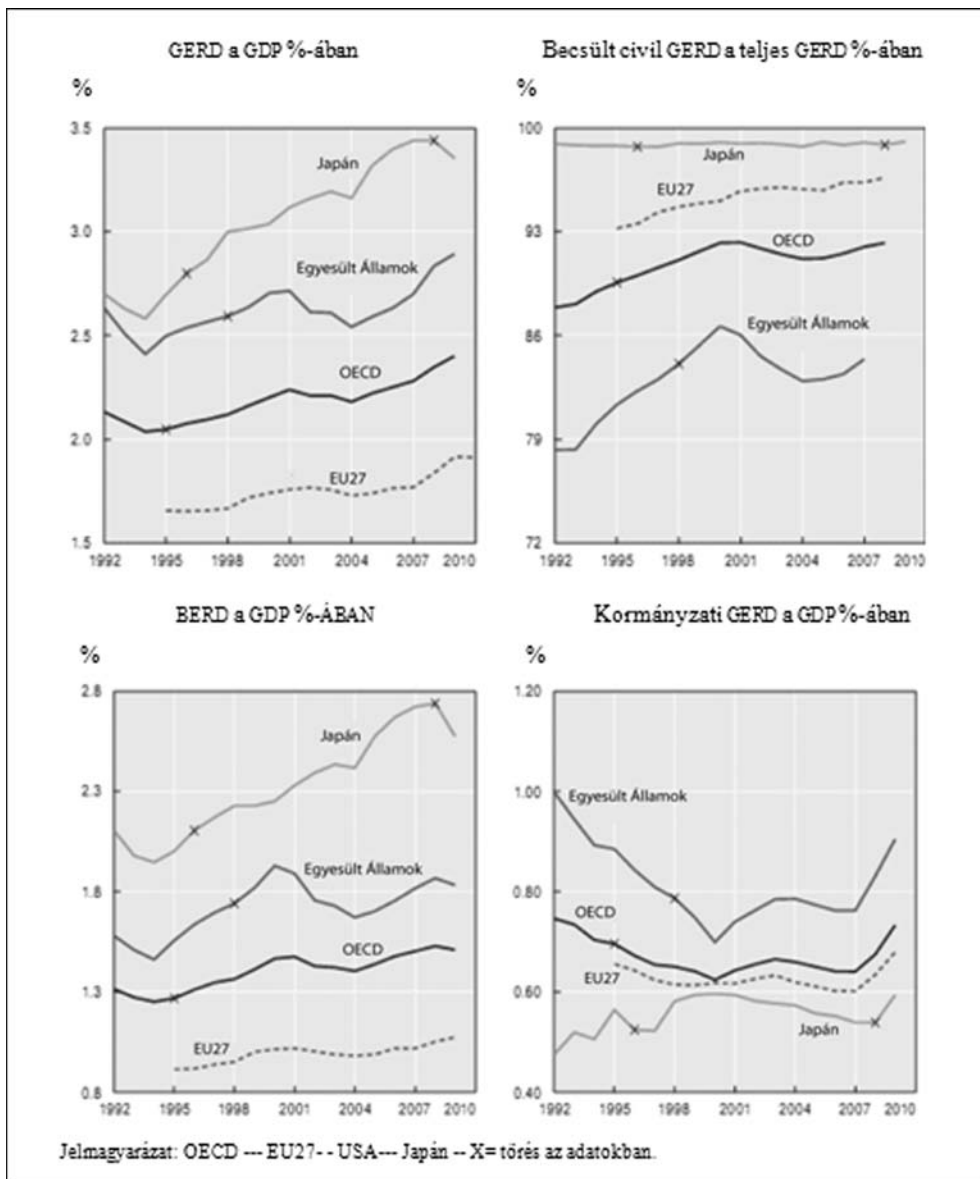 GERD a GDP %-ában
%
3.5
3.0
2.5
2.0
1.5
Japán
Egyesült Államok
OECD
EU27
1992 1995 1998 2001 2004 2007 2010
Becsült civil GERD a teljes GERD %-ában
%
100
93
86
79
72
Japán
EU27
OECD
Egyesült Államok
1992 1995 1998 2001 2004 2007 2010
BERD a GDP %-ÁBAN
%
2.8
2.3
1.8
1.3
0.8
Japán
Egyesült Államok
OECD
EU27
1992 1995 1998 2001 2004 2007 2010
Kormányzati GERD a GDP %-ában
%
1.20
1.00
0.80
0.60
0.40
Egyesült Államok
OECD
EU27
Japán
1992 1995 1998 2001 2004 2007 2010
Jelmagyarázat: OECD --- EU27- - USA--- Japán -- X= törés az adatokban.